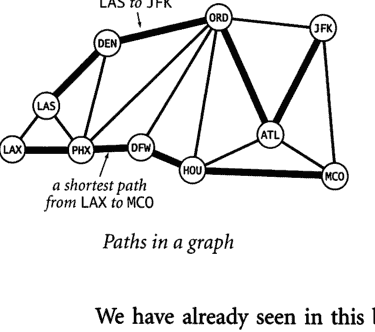 LAS to JFK
ORD
JFK
DEN
LAS
ATL
LAX
PHX
DFW
HOU
MCO
a shortest path
from LAX to MCO
Paths in a graph
We have already seen in this